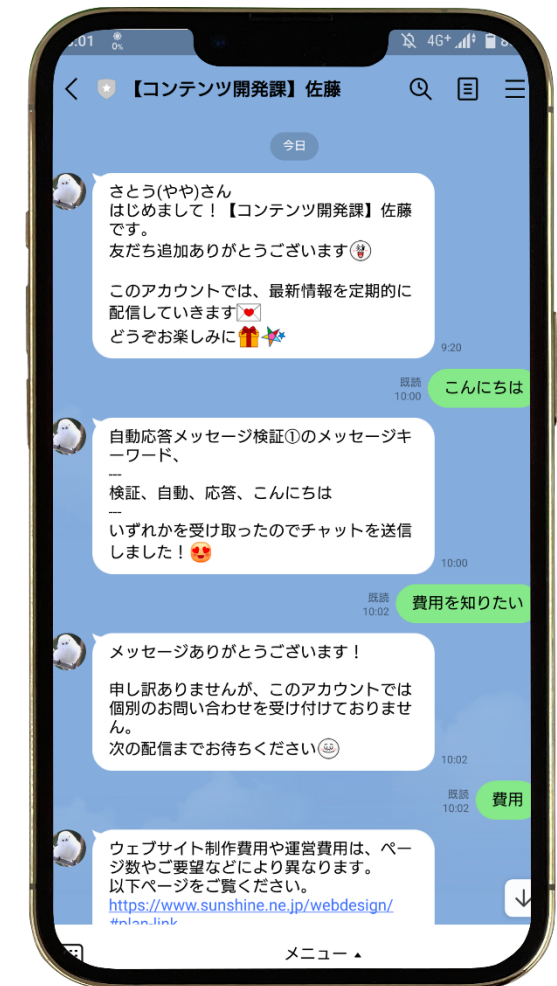 :01
0%
4G+
8
【コンテンツ開発課】佐藤
今日
さとう(やや)さん
はじめまして！【コンテンツ開発課】佐藤
です。
友だち追加ありがとうございます
このアカウントでは、最新情報を定期的に
配信していきます
どうぞお楽しみに
9:20
既読
10:00
こんにちは
自動応答メッセージ検証①のメッセージキ
ーワード、
---
検証、自動、応答、こんにちは
---
いずれかを受け取ったのでチャットを送信
しました！
10:00
既読
10:02
費用を知りたい
メッセージありがとうございます！
申し訳ありませんが、このアカウントでは
個別のお問い合わせを受け付けておりませ
ん。
次の配信までお待ちください
10:02
既読
10:02
費用
ウェブサイト制作費用や運営費用は、ペー
ジ数やご要望などにより異なります。
以下ページをご覧ください。
https://www.sunshine.ne.jp/webdesign/
#plan-link
メニュー ▲